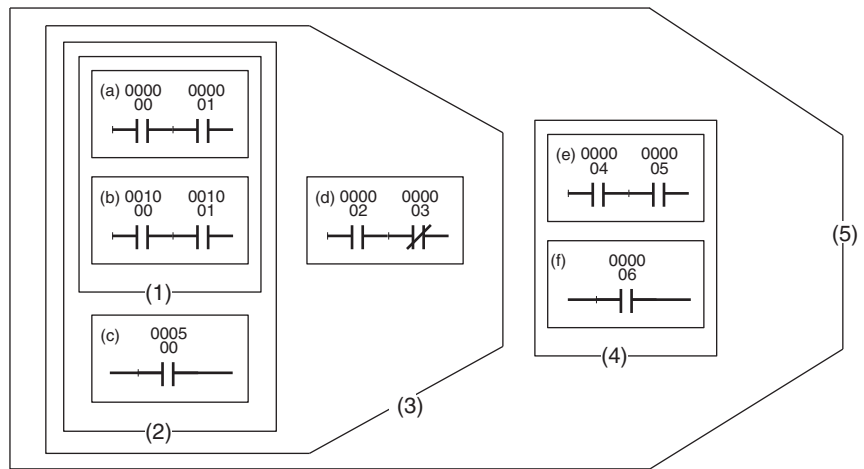 (a) 0000 0000
00 01
(b) 0010 0010
00 01
(1)
(c) 0005
00
(2)
(d) 0000 0000
02 03
(3)
(e) 0000 0000
04 05
(f) 0000
06
(4)
(5)